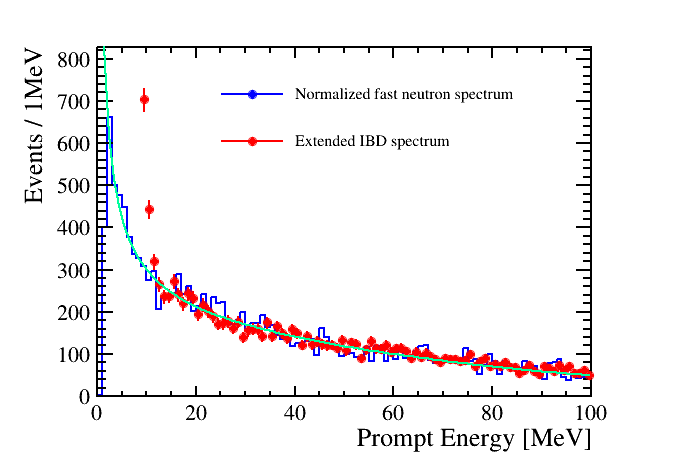 Events / 1MeV
800
700
600
500
400
300
200
100
0
Normalized fast neutron spectrum
Extended IBD spectrum
0 20 40 60 80 100
Prompt Energy [MeV]